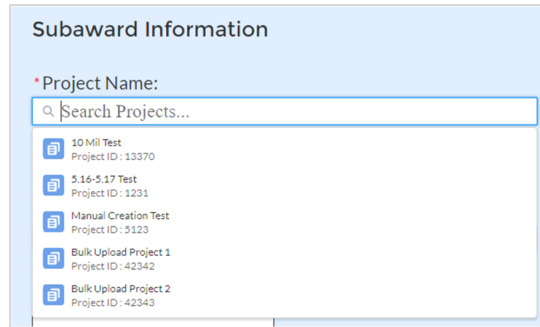 Subaward Information
*Project Name:
Search Projects...
10 Mil Test
Project ID : 13370
5.16-5.17 Test
Project ID : 1231
Manual Creation Test
Project ID : 5123
Bulk Upload Project 1
Project ID : 42342
Bulk Upload Project 2
Project ID : 42343